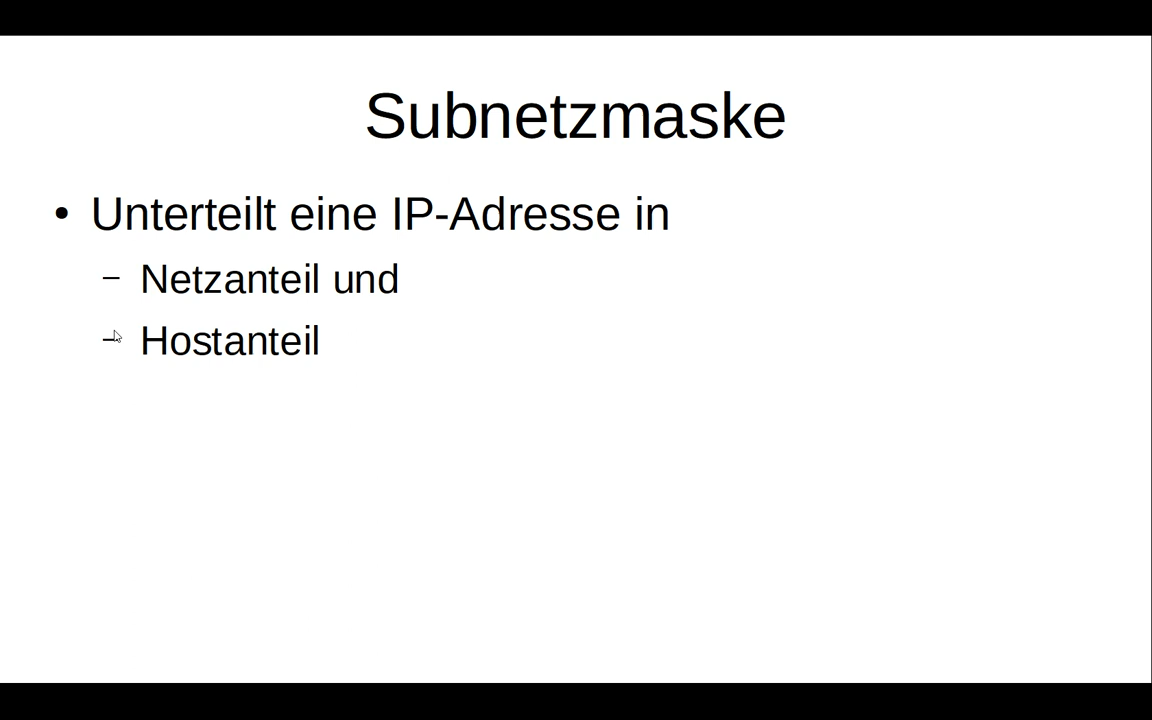 Subnetzmaske
• Unterteilt eine IP-Adresse in
– Netzanteil und
– Hostanteil